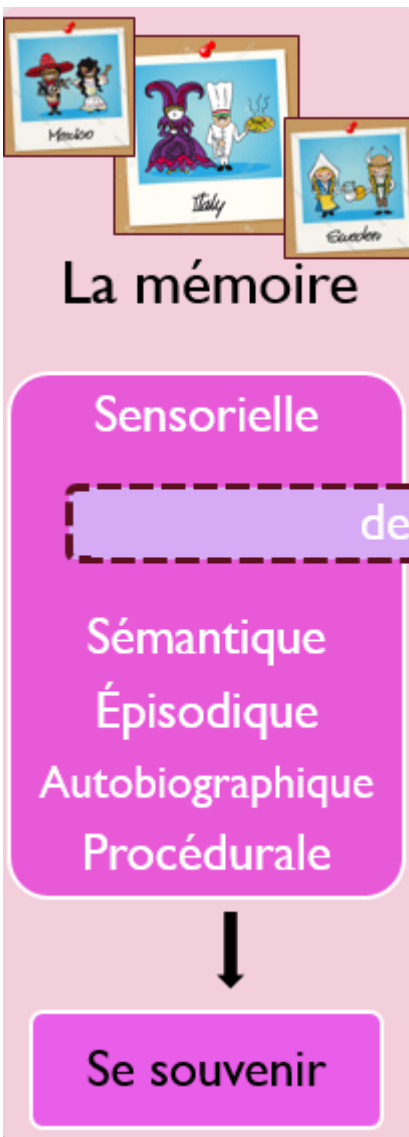 Mexico
Italy
Sweden
La mémoire
Sensorielle
de
Sémantique
Épisodique
Autobiographique
Procédurale
Se souvenir